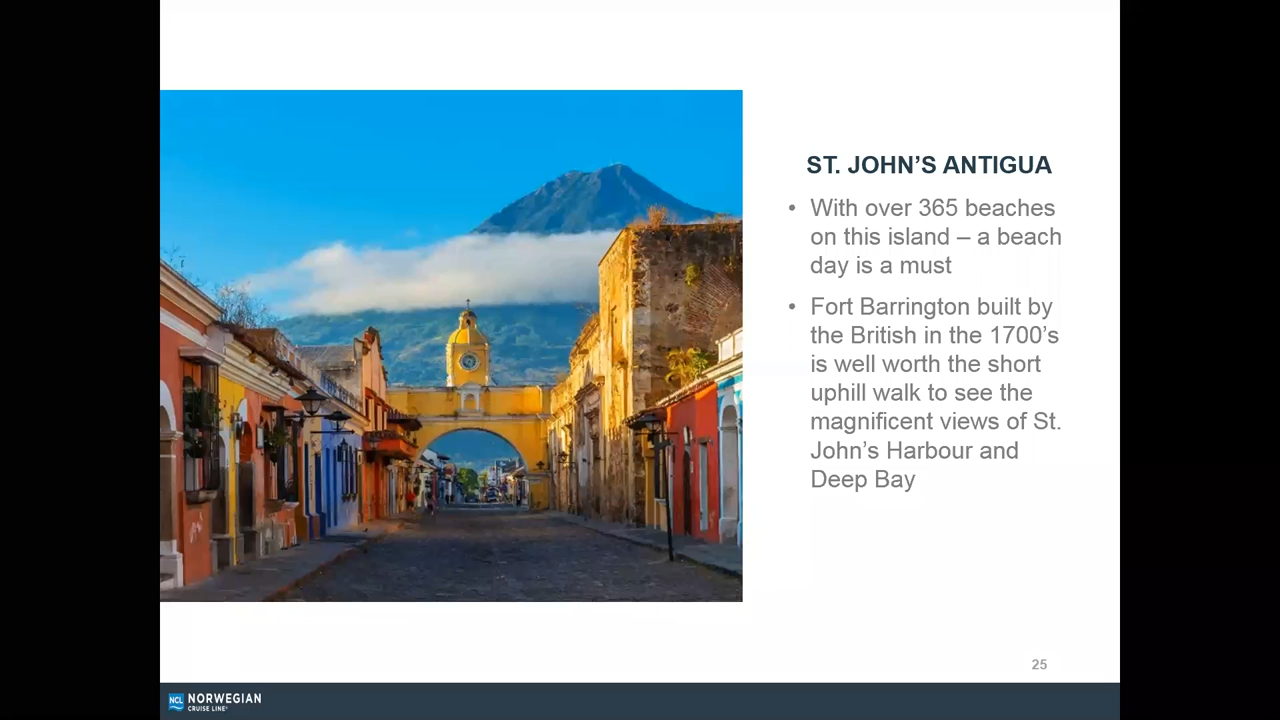 ST. JOHN’S ANTIGUA
• With over 365 beaches
on this island – a beach
day is a must
• Fort Barrington built by
the British in the 1700’s
is well worth the short
uphill walk to see the
magnificent views of St.
John’s Harbour and
Deep Bay
25
NCL NORWEGIAN
CRUISE LINE®